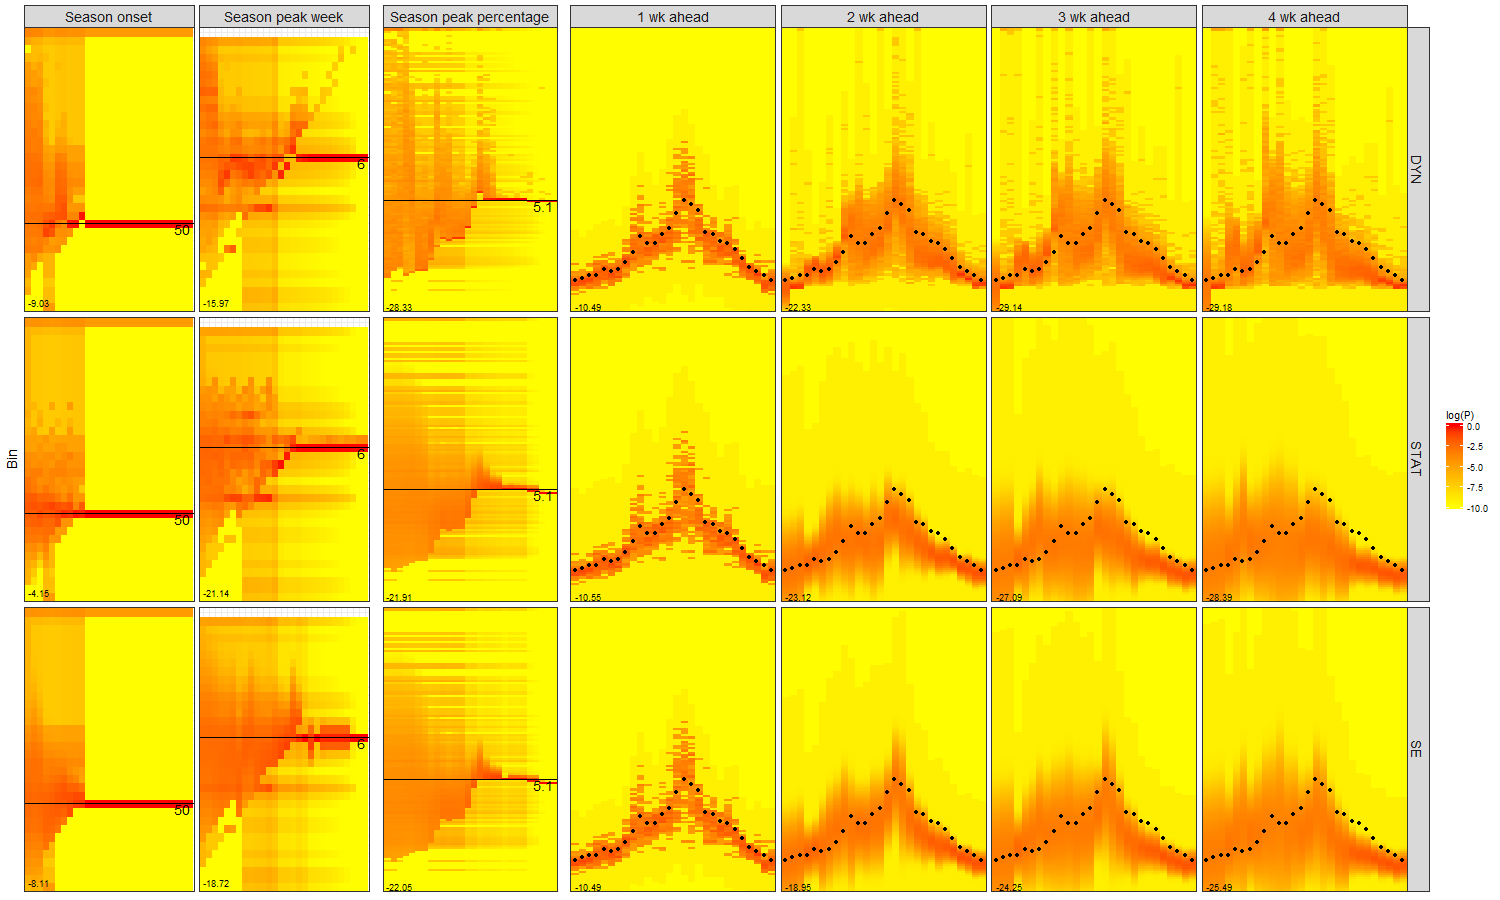 Season onset
Season peak week
Season peak percentage
1 wk ahead
2 wk ahead
3 wk ahead
4 wk ahead
50
6
5.1
DYN
-9.03
-15.97
-28.33
-10.49
-22.33
-29.14
-29.18
Bin
50
6
5.1
STAT
-4.15
-21.14
-21.91
-10.55
-23.12
-27.09
-28.39
log(P)
0.0
-2.5
-5.0
-7.5
-10.0
50
6
5.1
SE
-8.11
-18.72
-22.05
-10.49
-18.95
-24.25
-25.49